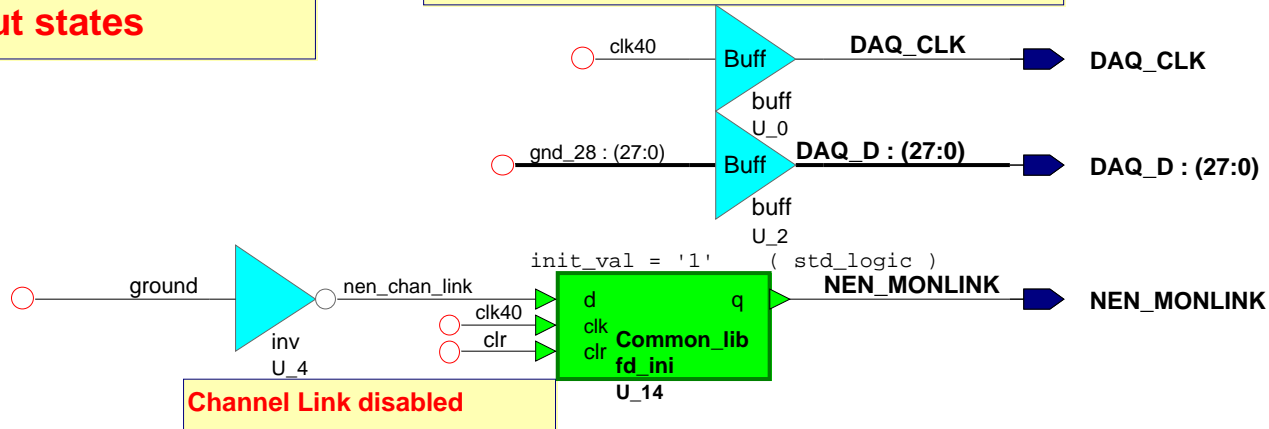 ut states
clk40
Buff
DAQ_CLK
DAQ_CLK
buff
U_0
gnd_28 : (27:0)
Buff
DAQ_D : (27:0)
DAQ_D : (27:0)
buff
U_2
init_val = '1' ( std_logic )
ground
nen_chan_link
d
q
NEN_MONLINK
NEN_MONLINK
clk40
clk
clr
clr
Common_lib
fd_ini
U_14
inv
U_4
Channel Link disabled